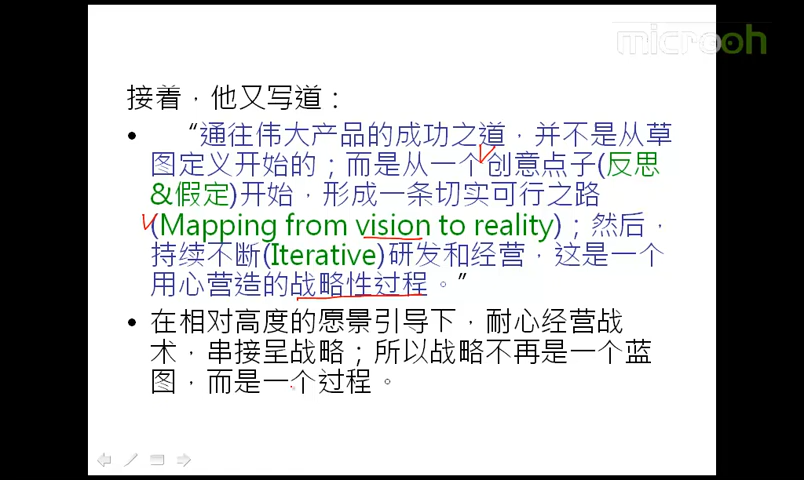 microoh
接着，他又写道：
• “通往伟大产品的成功之道，并不是从草
图定义开始的；而是从一个创意点子(反思
&假定)开始，形成一条切实可行之路
(Mapping from vision to reality)；然后，
持续不断(Iterative)研发和经营，这是一个
用心营造的战略性过程。”
• 在相对高度的愿景引导下，耐心经营战
术，串接呈战略；所以战略不再是一个蓝
图，而是一个过程。